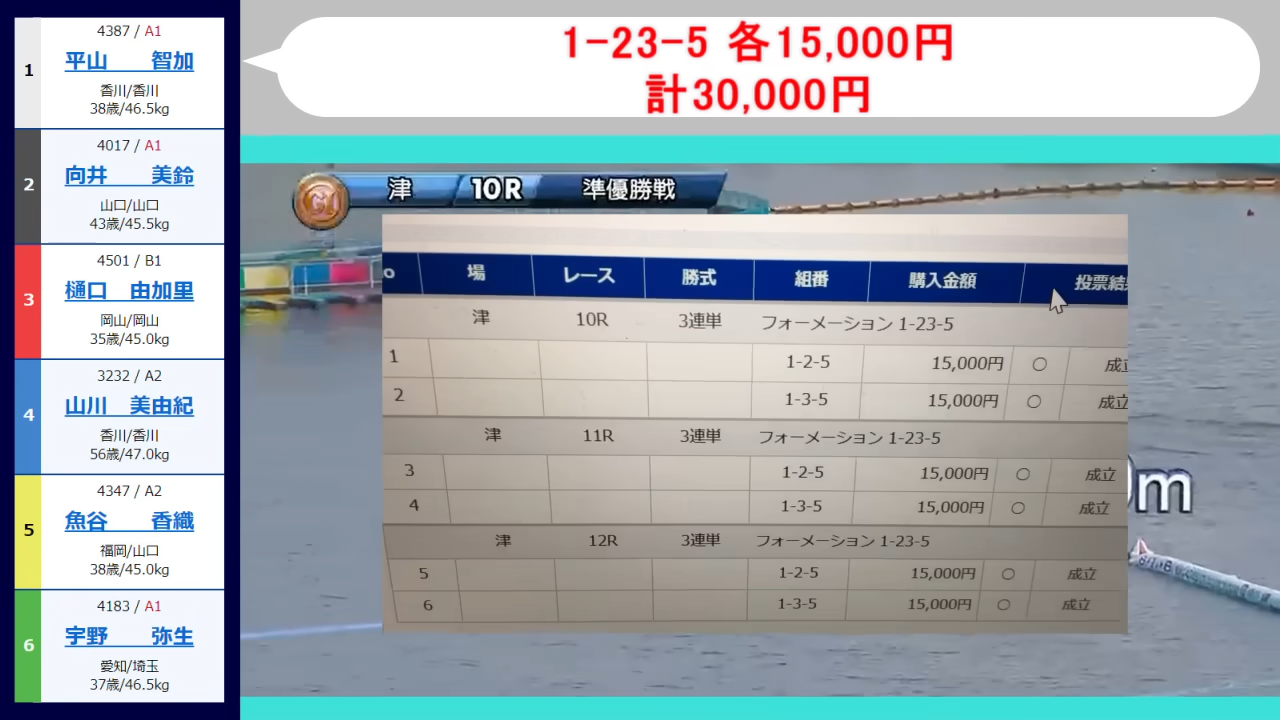 1
4387 / A1
平山 智加
香川/香川
38歳/46.5kg
2
4017 / A1
向井 美鈴
山口/山口
43歳/45.5kg
3
4501 / B1
樋口 由加里
岡山/岡山
35歳/45.0kg
4
3232 / A2
山川 美由紀
香川/香川
56歳/47.0kg
5
4347 / A2
魚谷 香織
福岡/山口
38歳/45.0kg
6
4183 / A1
宇野 弥生
愛知/埼玉
37歳/46.5kg
1-23-5 各15,000円
計30,000円
GI 津 10R 準優勝戦
o 場 レース 勝式 組番 購入金額 投票結
津 10R 3連単 フォーメーション 1-23-5
1 1-2-5 15,000円 ○ 成
2 1-3-5 15,000円 ○ 成立
津 11R 3連単 フォーメーション 1-23-5
3 1-2-5 15,000円 ○ 成立
4 1-3-5 15,000円 ○ 成立
津 12R 3連単 フォーメーション 1-23-5
5 1-2-5 15,000円 ○ 成立
6 1-3-5 15,000円 ○ 成立
m